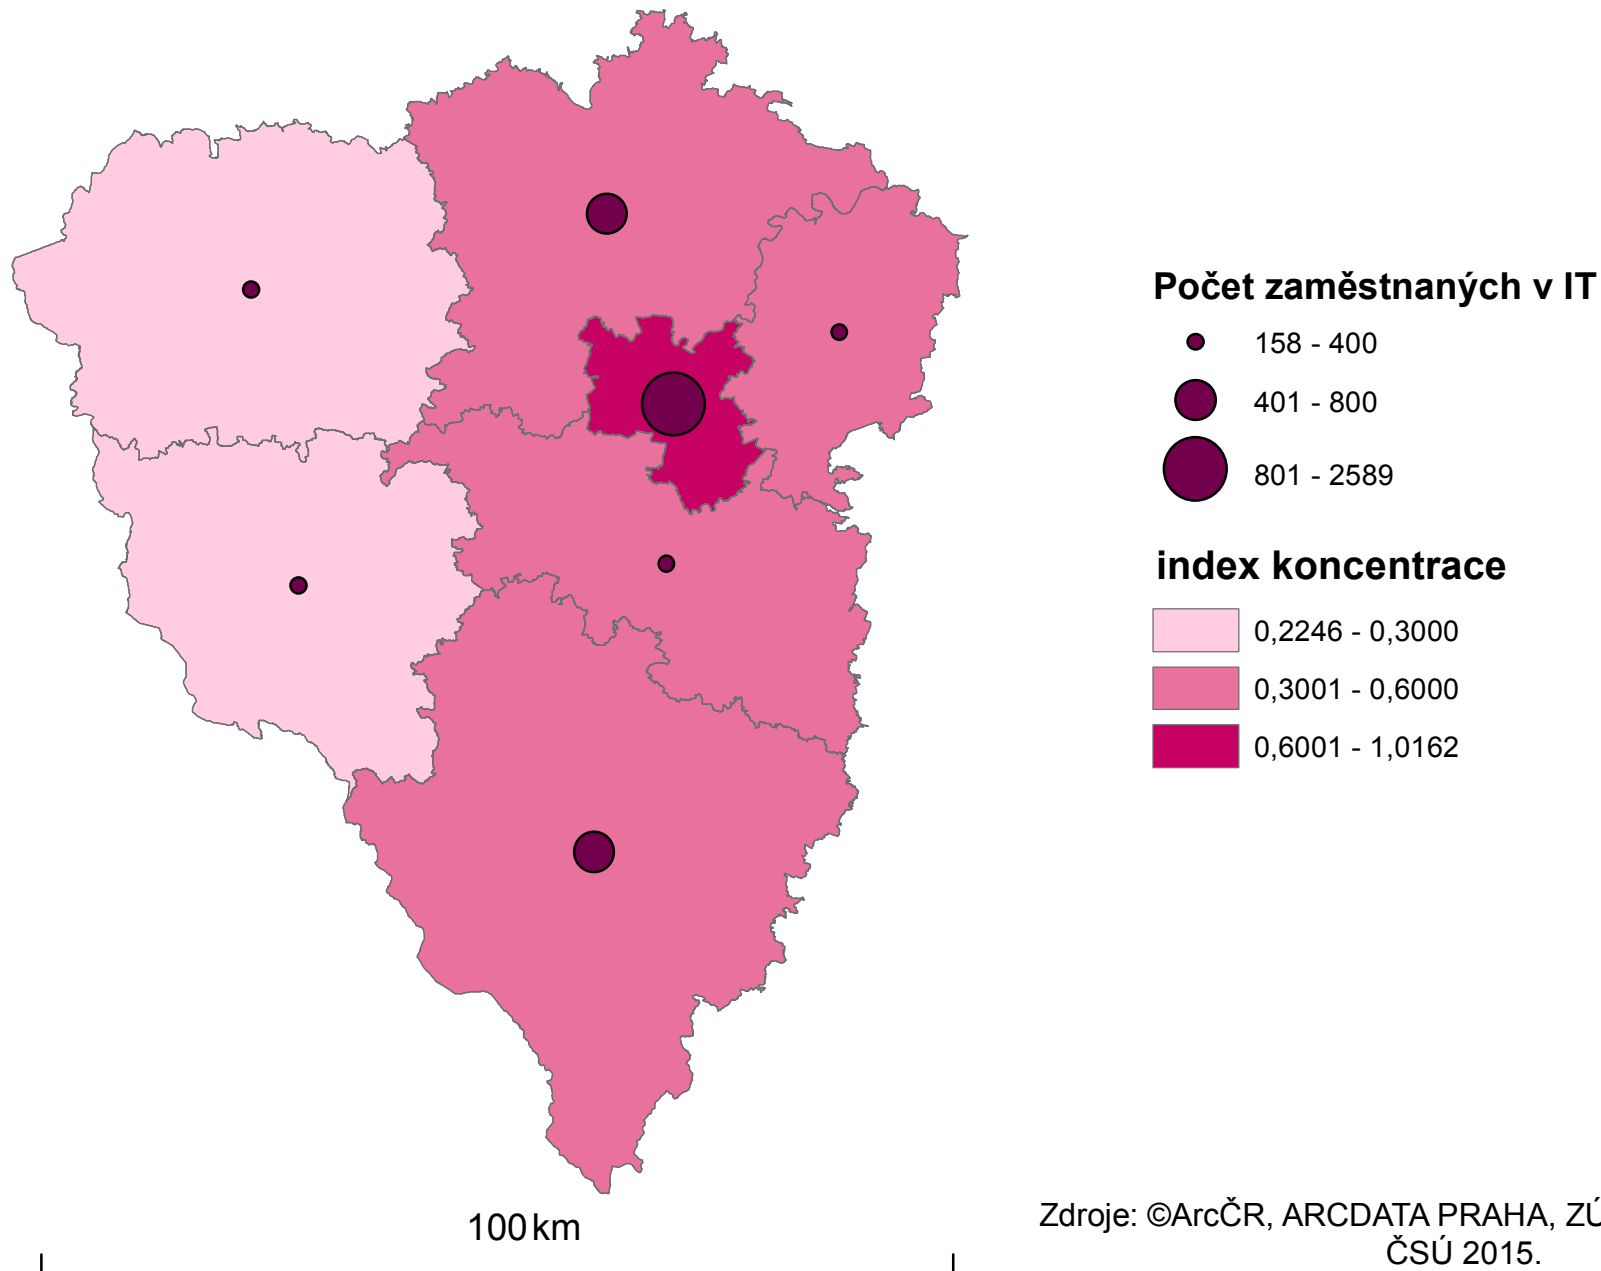 Počet zaměstnaných v IT
158 - 400
401 - 800
801 - 2589
index koncentrace
0,2246 - 0,3000
0,3001 - 0,6000
0,6001 - 1,0162
100 km
Zdroje: ©ArcČR, ARCDATA PRAHA, ZÚ
ČSÚ 2015.